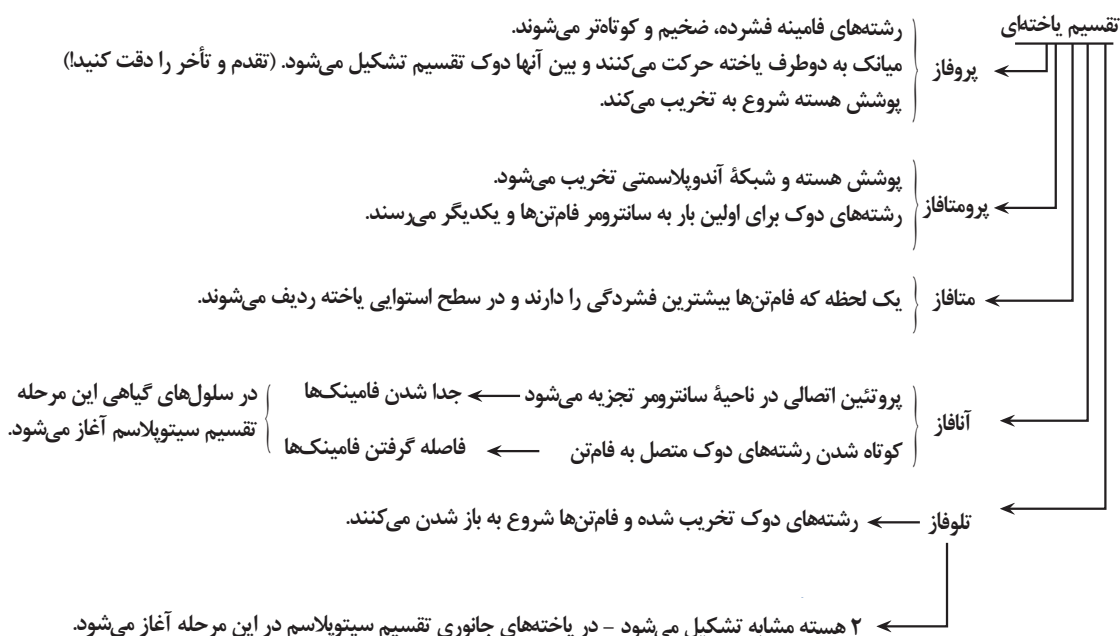 تقسیم یاخته‌ای
پروفاز
رشته‌های فامینه فشرده، ضخیم و کوتاه‌تر می‌شوند.
میانک به دوطرف یاخته حرکت می‌کنند و بین آنها دوک تقسیم تشکیل می‌شود. (تقدم و تأخر را دقت کنید!)
پوشش هسته شروع به تخریب می‌کند.
پرومتافاز
پوشش هسته و شبکهٔ آندوپلاسمتی تخریب می‌شود.
رشته‌های دوک برای اولین بار به سانترومر فام‌تن‌ها و یکدیگر می‌رسند.
متافاز
یک لحظه که فام‌تن‌ها بیشترین فشردگی را دارند و در سطح استوایی یاخته ردیف می‌شوند.
آنافاز
پروتئین اتصالی در ناحیهٔ سانترومر تجزیه می‌شود ← جدا شدن فامینک‌ها
کوتاه شدن رشته‌های دوک متصل به فام‌تن ← فاصله گرفتن فامینک‌ها
در سلول‌های گیاهی این مرحله
تقسیم سیتوپلاسم آغاز می‌شود.
تلوفاز ← رشته‌های دوک تخریب شده و فام‌تن‌ها شروع به باز شدن می‌کنند.
۲ هسته مشابه تشکیل می‌شود – در یاخته‌های جانوری تقسیم سیتوپلاسم در این مرحله آغاز می‌شود.